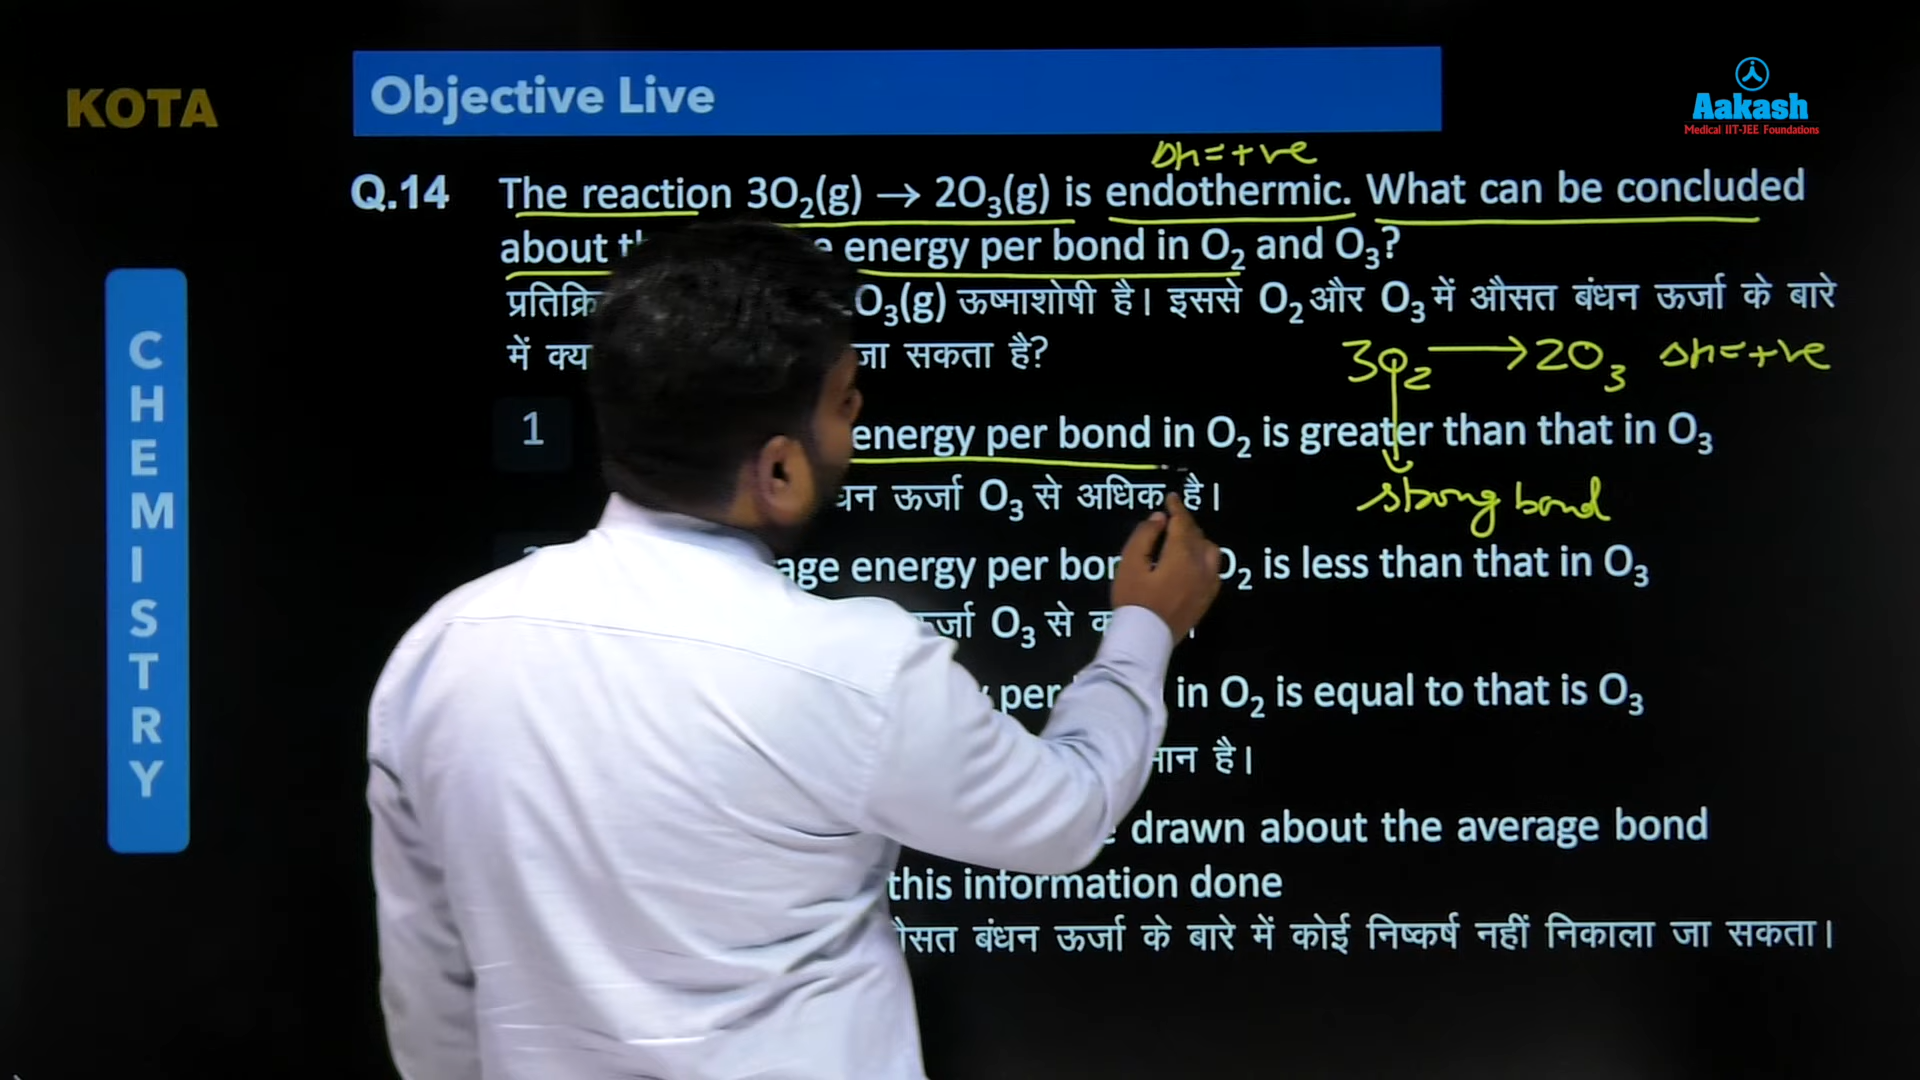 KOTA
Objective Live
Aakash
Medical IIT-JEE Foundations
Δh=+ve
Q.14 The reaction 3O₂(g) → 2O₃(g) is endothermic. What can be concluded
about energy per bond in O₂ and O₃?
O₃(g) ऊष्माशोषी है। इससे O₂ और O₃ में औसत बंधन ऊर्जा के बारे
में जा सकता है?
3O₂ → 2O₃ Δh=+ve
1 energy per bond in O₂ is greater than that in O₃
ऊर्जा O₃ से अधिक है।
strong bond
energy per O₂ is less than that in O₃
O₃ से
per in O₂ is equal to that is O₃
है।
drawn about the average bond
this information done
बंधन ऊर्जा के बारे में कोई निष्कर्ष नहीं निकाला जा सकता।
CHEMISTRY